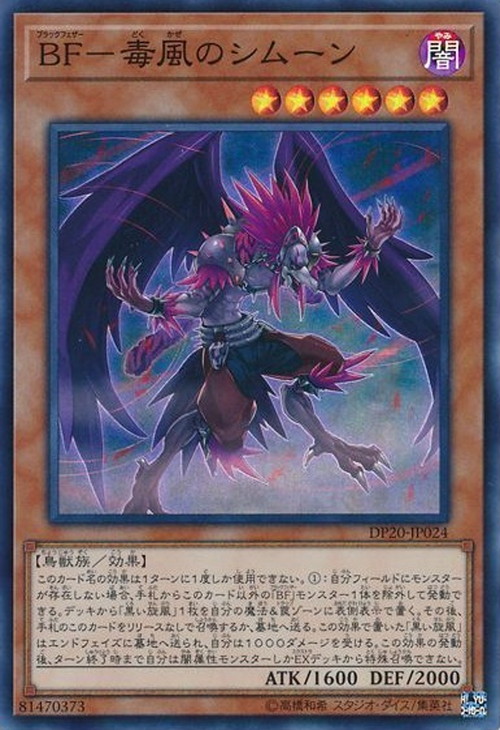 BF－毒風のシムーン
ブラックフェザー どく かぜ
闇
やみ
DP20-JP024
【鳥獣族／効果】
このカード名の効果は１ターンに１度しか使用できない。①：自分フィールドにモンスター
が存在しない場合、手札からこのカード以外の「BF」モンスター１体を除外して発動でき
る。デッキから「黒い旋風」１枚を自分の魔法＆罠ゾーンに表側表示で置く。その後、
手札のこのカードをリリースなしで召喚するか、墓地へ送る。この効果で置いた「黒い旋風」
はエンドフェイズに墓地へ送られ、自分は１０００ダメージを受ける。この効果の発動
後、ターン終了時まで自分は闇属性モンスターしかEXデッキから特殊召喚できない。
ATK/1600 DEF/2000
81470373
©高橋和希 スタジオ・ダイス/集英社